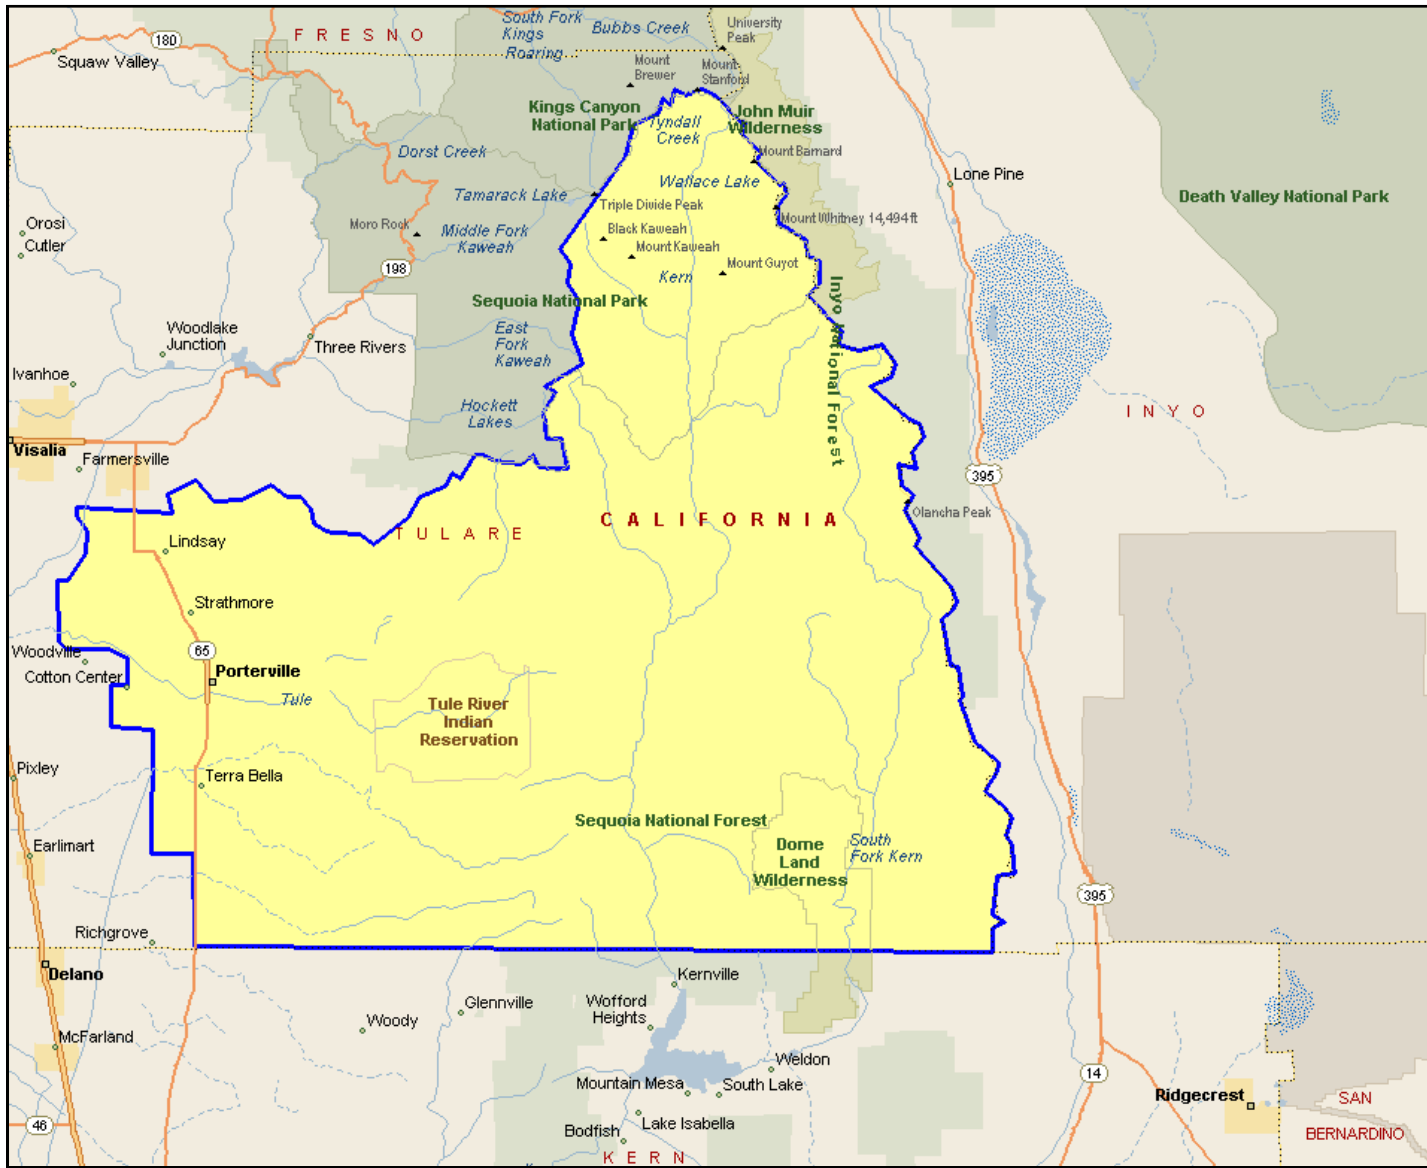 South Fork
Kings
Roaring
Bubbs Creek
University
Peak
180
FRESNO
Squaw Valley
Mount
Brewer
Mount
Stanford
Kings Canyon
National Park
John Muir
Wilderness
Tyndall
Creek
Dorst Creek
Mount Barnard
Lone Pine
Wallace Lake
Tamarack Lake
Death Valley National Park
Triple Divide Peak
Mount Whitney 14,494 ft
Orosi
Cutler
Moro Rock
Middle Fork
Kaweah
Black Kaweah
Mount Kaweah
198
Kern
Mount Guyot
Sequoia National Park
Inyo National Forest
Woodlake
Junction
Three Rivers
East
Fork
Kaweah
Ivanhoe
Hockett
Lakes
INYO
Visalia
Farmersville
395
Olancha Peak
CALIFORNIA
TULARE
Lindsay
Strathmore
65
Woodville
Cotton Center
Porterville
Tule
Tule River
Indian
Reservation
Pixley
Terra Bella
Sequoia National Forest
Earlimart
Dome
Land
Wilderness
South
Fork Kern
395
Richgrove
Delano
Kernville
Glennville
Wofford
Heights
Woody
McFarland
Weldon
Mountain Mesa
South Lake
14
Ridgecrest
SAN
BERNARDINO
46
Lake Isabella
Bodfish
KERN